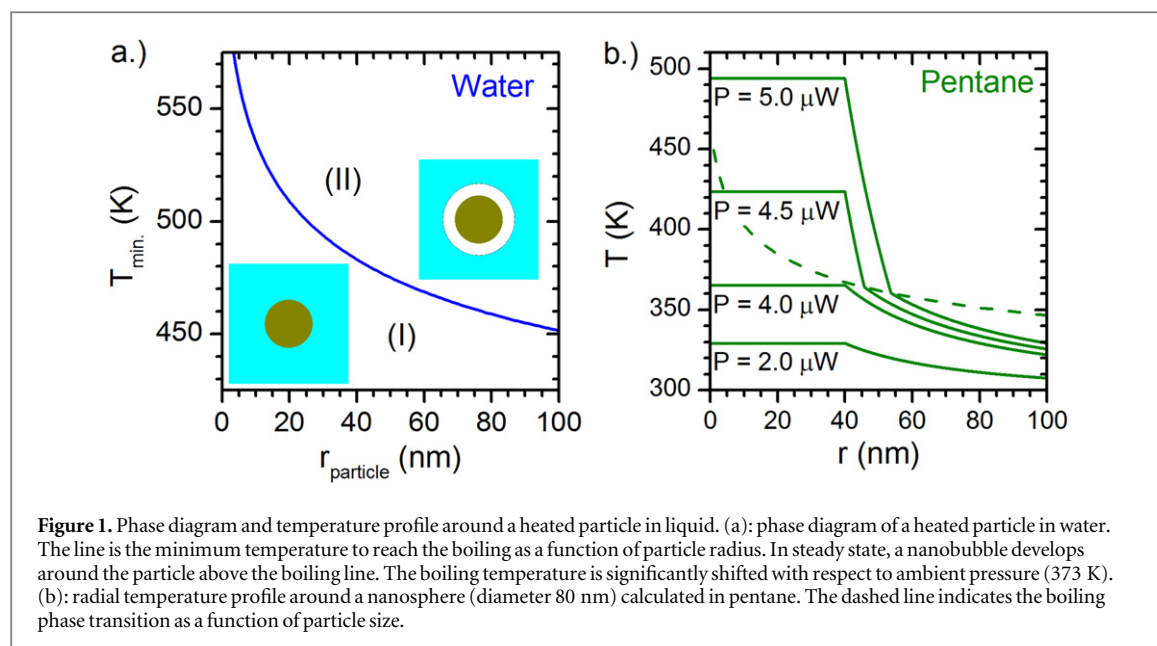 a.)
Water
550
500
450
T_min. (K)
(II)
(I)
0 20 40 60 80 100
r_particle (nm)
b.)
Pentane
500
450
400
350
300
T (K)
P = 5.0 μW
P = 4.5 μW
P = 4.0 μW
P = 2.0 μW
0 20 40 60 80 100
r (nm)
Figure 1. Phase diagram and temperature profile around a heated particle in liquid. (a): phase diagram of a heated particle in water.
The line is the minimum temperature to reach the boiling as a function of particle radius. In steady state, a nanobubble develops
around the particle above the boiling line. The boiling temperature is significantly shifted with respect to ambient pressure (373 K).
(b): radial temperature profile around a nanosphere (diameter 80 nm) calculated in pentane. The dashed line indicates the boiling
phase transition as a function of particle size.